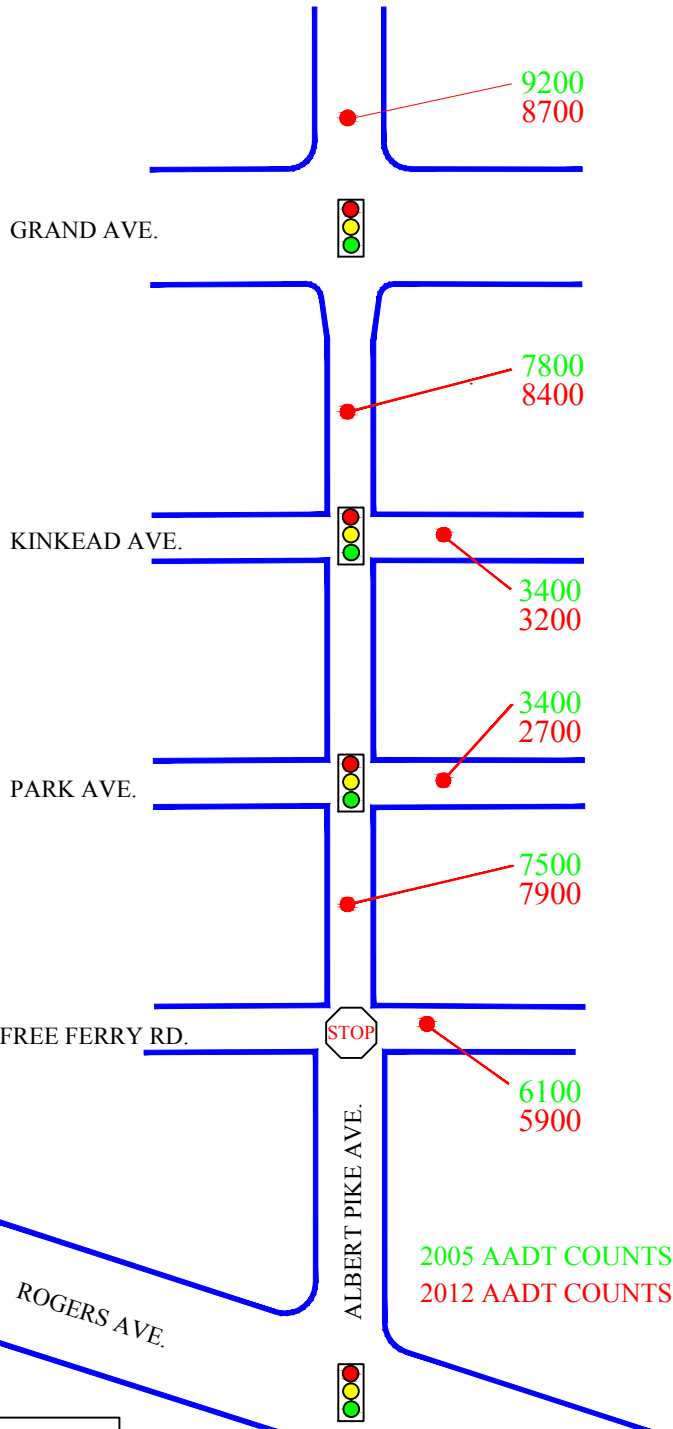 9200
8700
GRAND AVE.
7800
8400
KINKEAD AVE.
3400
3200
3400
2700
PARK AVE.
7500
7900
FREE FERRY RD.
STOP
6100
5900
ALBERT PIKE AVE.
2005 AADT COUNTS
2012 AADT COUNTS
ROGERS AVE.